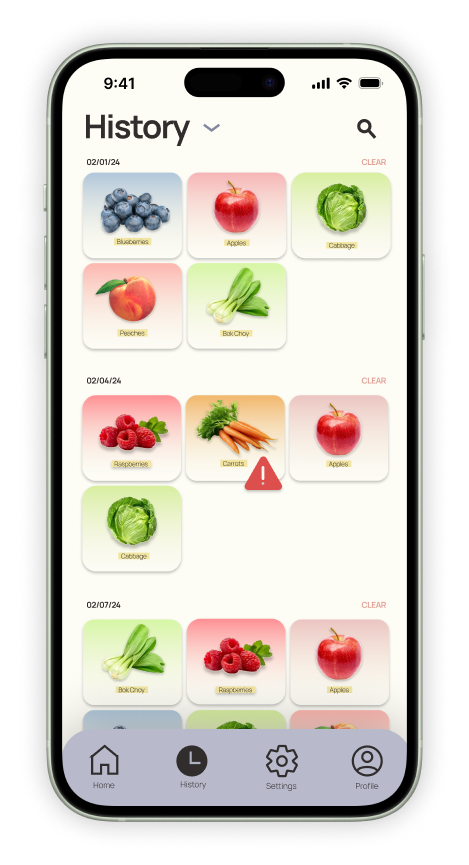 9:41
History
02/01/24 CLEAR
Blueberries Apples Cabbage
Peaches Bok Choy
02/04/24 CLEAR
Raspberries Carrots Apples
!
Cabbage
02/07/24 CLEAR
Bok Choy Raspberries Apples
Home History Settings Profile